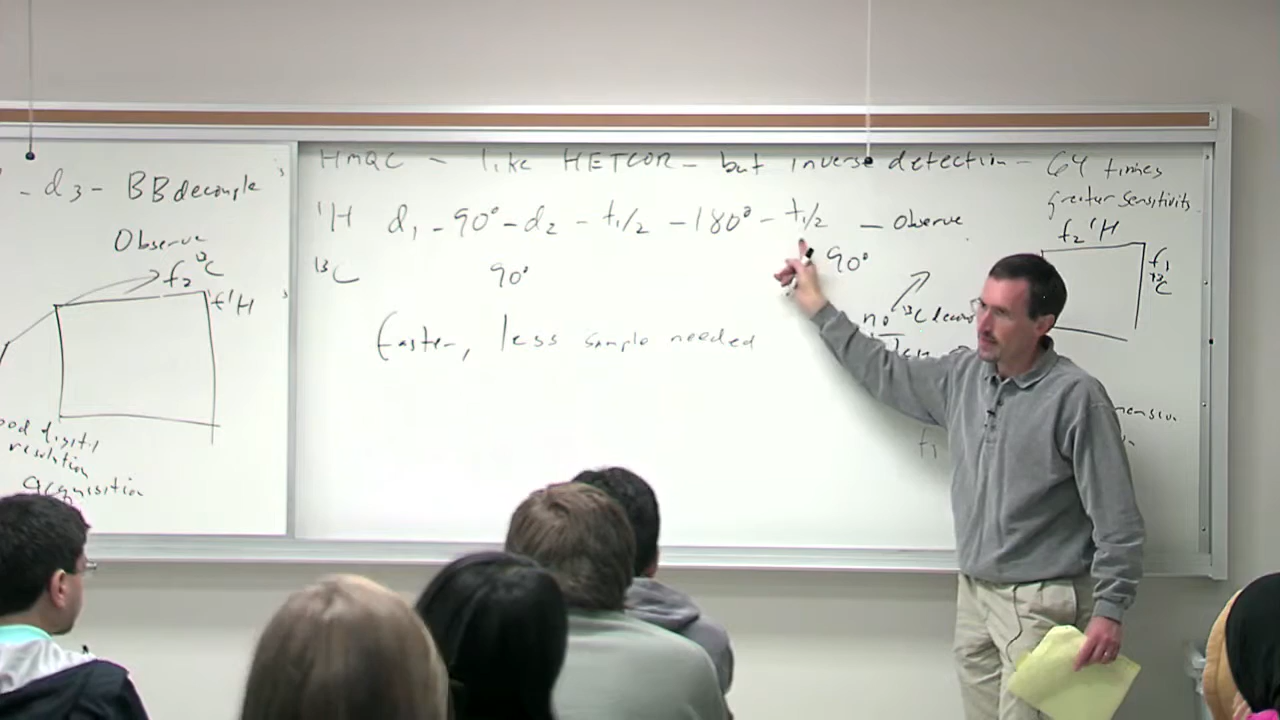 - d3 - BB decouple
Observe
f2 13C
f1 1H
digital
resolution
acquisition
HMQC - like HETCOR - but inverse detection - 64 times
greater sensitivity
1H d1 - 90° - d2 - t1/2 - 180° - t1/2 - observe
13C 90° 90°
faster, less sample needed
no 13C
f2 1H
f1
13C
f1